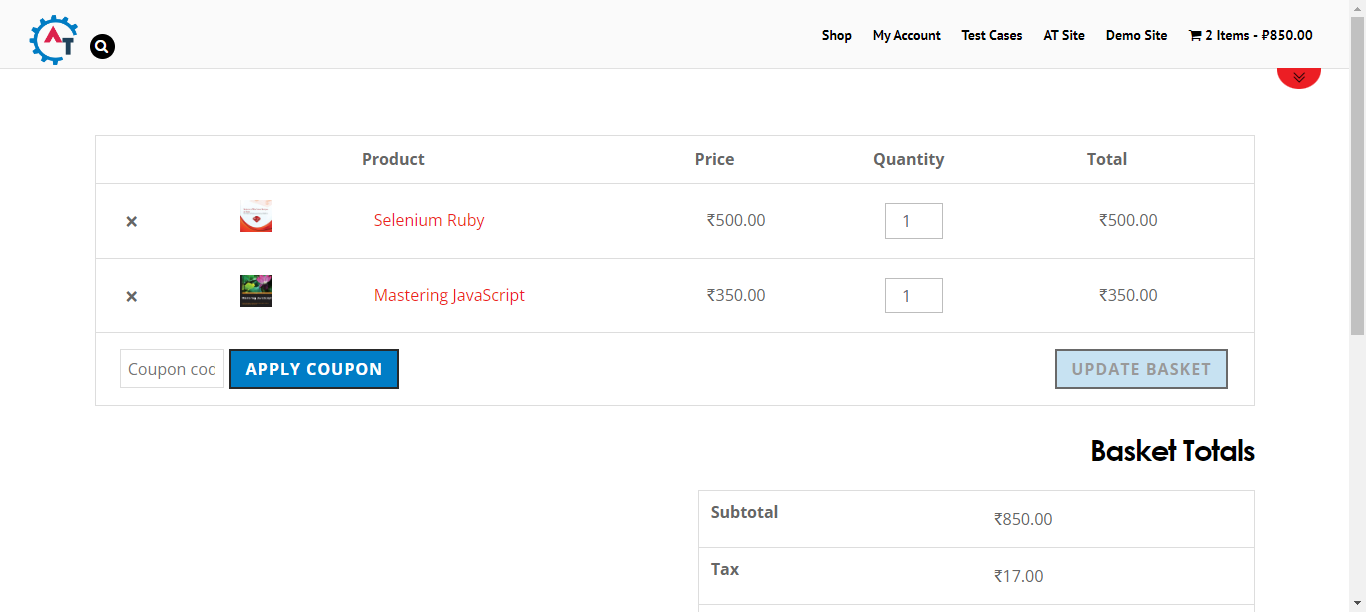 AT
Shop My Account Test Cases AT Site Demo Site 2 Items - ₽850.00
Product Price Quantity Total
× Selenium Ruby ₹500.00 1 ₹500.00
× Mastering JavaScript ₹350.00 1 ₹350.00
Coupon cod APPLY COUPON UPDATE BASKET
Basket Totals
Subtotal ₹850.00
Tax ₹17.00